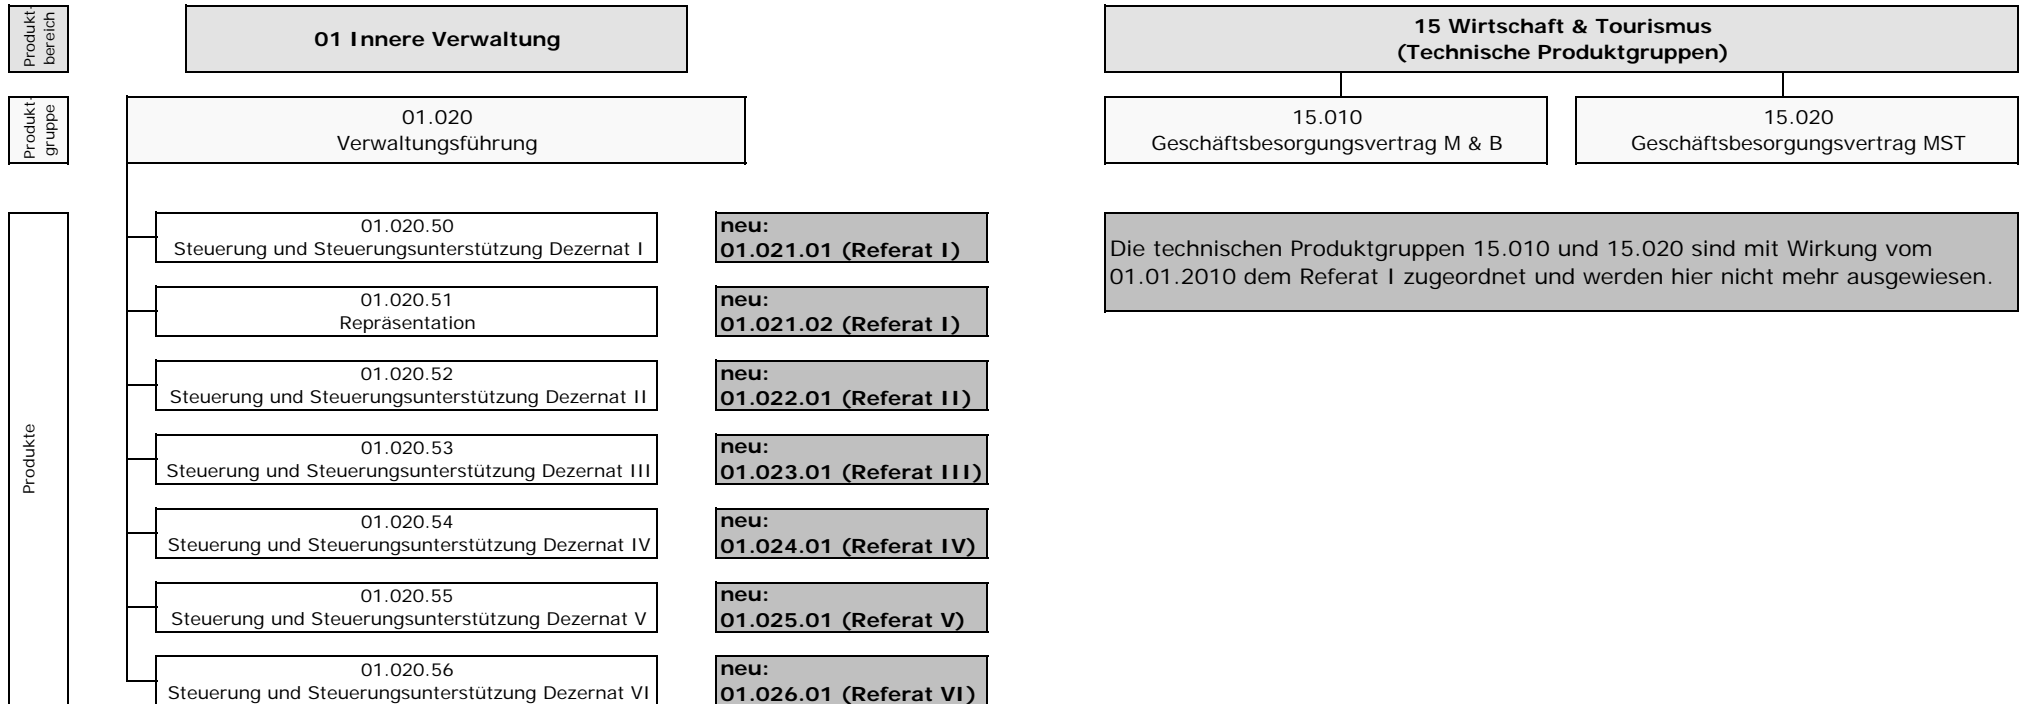 Produkt-
bereich
01 Innere Verwaltung
15 Wirtschaft & Tourismus
(Technische Produktgruppen)
Produkt-
gruppe
01.020
Verwaltungsführung
15.010
Geschäftsbesorgungsvertrag M & B
15.020
Geschäftsbesorgungsvertrag MST
Produkte
01.020.50
Steuerung und Steuerungsunterstützung Dezernat I
neu:
01.021.01 (Referat I)
Die technischen Produktgruppen 15.010 und 15.020 sind mit Wirkung vom
01.01.2010 dem Referat I zugeordnet und werden hier nicht mehr ausgewiesen.
01.020.51
Repräsentation
neu:
01.021.02 (Referat I)
01.020.52
Steuerung und Steuerungsunterstützung Dezernat II
neu:
01.022.01 (Referat II)
01.020.53
Steuerung und Steuerungsunterstützung Dezernat III
neu:
01.023.01 (Referat III)
01.020.54
Steuerung und Steuerungsunterstützung Dezernat IV
neu:
01.024.01 (Referat IV)
01.020.55
Steuerung und Steuerungsunterstützung Dezernat V
neu:
01.025.01 (Referat V)
01.020.56
Steuerung und Steuerungsunterstützung Dezernat VI
neu:
01.026.01 (Referat VI)